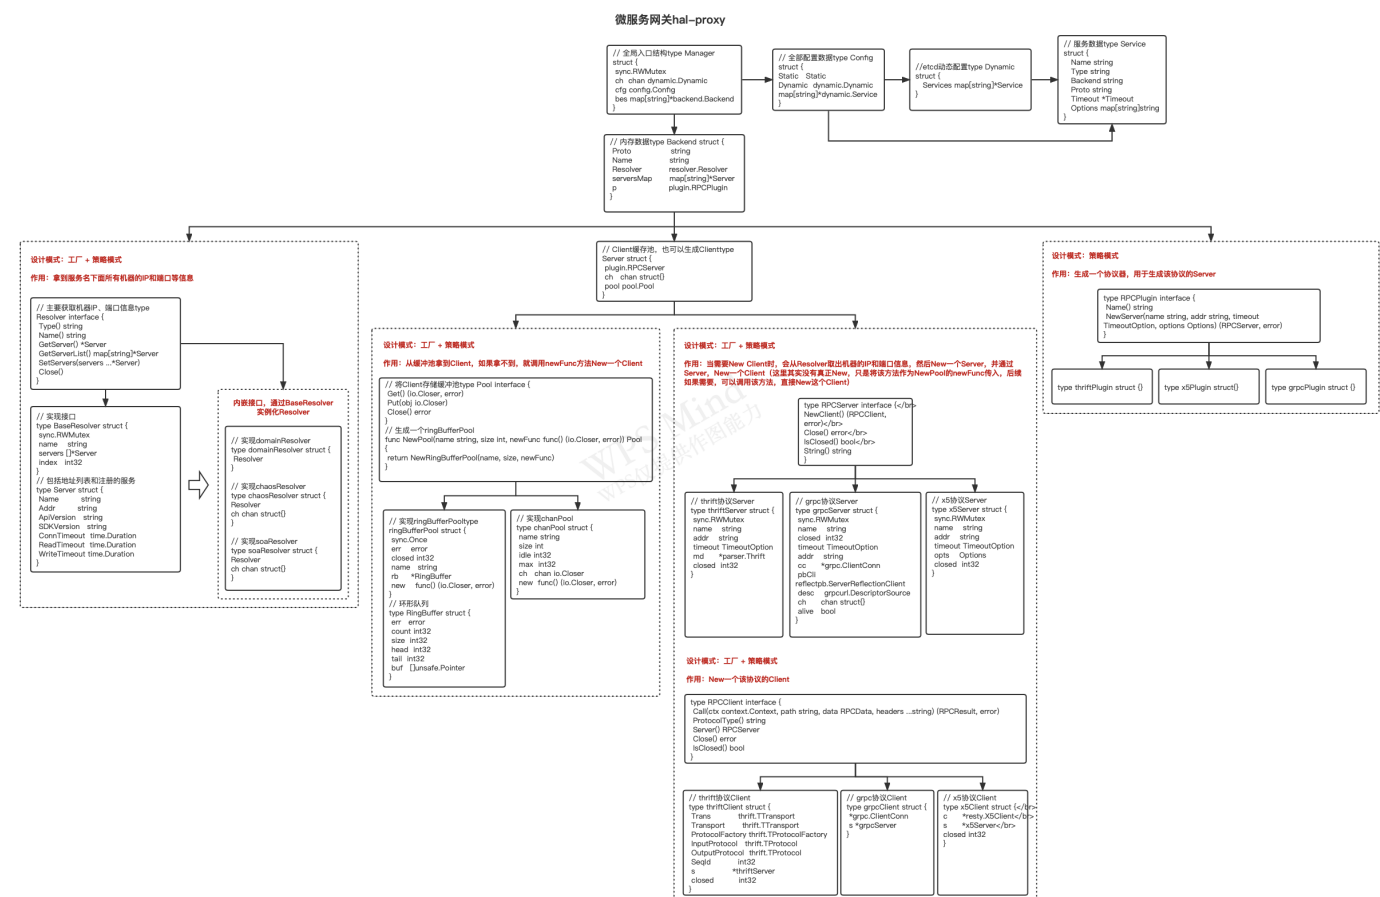 微服务网关hal-proxy
// 全局入口结构type Manager
struct {
sync.RWMutex
ch chan dynamic.Dynamic
cfg config.Config
bes map[string]*backend.Backend
}
// 全部配置数据type Config
struct {
Static Static
Dynamic dynamic.Dynamic
map[string]*dynamic.Service
}
//etcd动态配置type Dynamic
struct {
Services map[string]*Service
}
// 服务数据type Service
struct {
Name string
Type string
Backend string
Proto string
Timeout *Timeout
Options map[string]string
}
// 内存数据type Backend struct {
Proto string
Name string
Resolver resolver.Resolver
serversMap map[string]*Server
p plugin.RPCPlugin
}
设计模式：工厂 + 策略模式
作用：拿到服务名下面所有机器的IP和端口等信息
// 主要获取机器IP、端口信息type
Resolver interface {
Type() string
Name() string
GetServer() *Server
GetServerList() map[string]*Server
SetServers(servers ...*Server)
Close()
}
// 实现接口
type BaseResolver struct {
sync.RWMutex
name string
servers []*Server
index int32
}
// 包括地址列表和注册的服务
type Server struct {
Name string
Addr string
ApiVersion string
SDKVersion string
ConnTimeout time.Duration
ReadTimeout time.Duration
WriteTimeout time.Duration
}
内嵌接口，通过BaseResolver
实例化Resolver
// 实现domainResolver
type domainResolver struct {
Resolver
}
// 实现chaosResolver
type chaosResolver struct {
Resolver
ch chan struct{}
}
// 实现soaResolver
type soaResolver struct {
Resolver
ch chan struct{}
}
// Client缓存池，也可以生成Clienttype
Server struct {
plugin.RPCServer
ch chan struct{}
pool pool.Pool
}
设计模式：工厂 + 策略模式
作用：从缓冲池拿到Client，如果拿不到，就调用newFunc方法New一个Client
// 将Client存储缓冲池type Pool interface {
Get() (io.Closer, error)
Put(obj io.Closer)
Close() error
}
// 生成一个ringBufferPool
func NewPool(name string, size int, newFunc func() (io.Closer, error)) Pool
{
return NewRingBufferPool(name, size, newFunc)
}
// 实现ringBufferPooltype
ringBufferPool struct {
sync.Once
err error
closed int32
name string
rb *RingBuffer
new func() (io.Closer, error)
}
// 环形队列
type RingBuffer struct {
err error
count int32
size int32
head int32
tail int32
buf []unsafe.Pointer
}
// 实现chanPool
type chanPool struct {
name string
size int
idle int32
max int32
ch chan io.Closer
new func() (io.Closer, error)
}
设计模式：工厂 + 策略模式
作用：当需要New Client时，会从Resolver取出机器的IP和端口信息，然后New一个Server，并通过
Server，New一个Client（这里其实没有真正New，只是将该方法作为NewPool的newFunc传入，后续
如果需要，可以调用该方法，直接New这个Client）
type RPCServer interface {</br>
NewClient() (RPCClient,
error)</br>
Close() error</br>
IsClosed() bool</br>
String() string
}
// thrift协议Server
type thriftServer struct {
sync.RWMutex
name string
addr string
timeout TimeoutOption
md *parser.Thrift
closed int32
}
// grpc协议Server
type grpcServer struct {
sync.RWMutex
name string
closed int32
timeout TimeoutOption
addr string
cc *grpc.ClientConn
pbCli
reflectpb.ServerReflectionClient
desc grpcurl.DescriptorSource
ch chan struct{}
alive bool
}
// x5协议Server
type x5Server struct {
sync.RWMutex
name string
addr string
timeout TimeoutOption
opts Options
closed int32
}
设计模式：工厂 + 策略模式
作用：New一个该协议的Client
type RPCClient interface {
Call(ctx context.Context, path string, data RPCData, headers ...string) (RPCResult, error)
ProtocolType() string
Server() RPCServer
Close() error
IsClosed() bool
}
// thrift协议Client
type thriftClient struct {
Trans thrift.TTransport
Transport thrift.TTransport
ProtocolFactory thrift.TProtocolFactory
InputProtocol thrift.TProtocol
OutputProtocol thrift.TProtocol
SeqId int32
s *thriftServer
closed int32
}
// grpc协议Client
type grpcClient struct {
*grpc.ClientConn
s *grpcServer
}
// x5协议Client
type x5Client struct {</br>
c *resty.X5Client</br>
s *x5Server</br>
closed int32
}
设计模式：策略模式
作用：生成一个协议器，用于生成该协议的Server
type RPCPlugin interface {
Name() string
NewServer(name string, addr string, timeout
TimeoutOption, options Options) (RPCServer, error)
}
type thriftPlugin struct {}
type x5Plugin struct{}
type grpcPlugin struct {}
WPS Mind
WPS仅提供作图能力